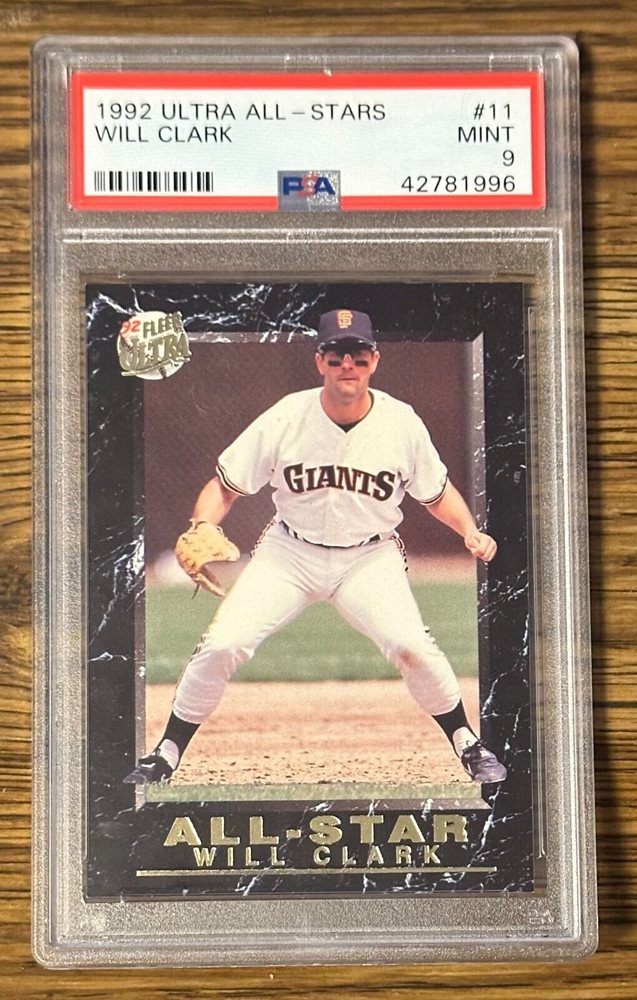 1992 ULTRA ALL-STARS #11
WILL CLARK MINT
9
PSA 42781996
'92 FLEER
ULTRA
SF
GIANTS
ALL-STAR
WILL CLARK